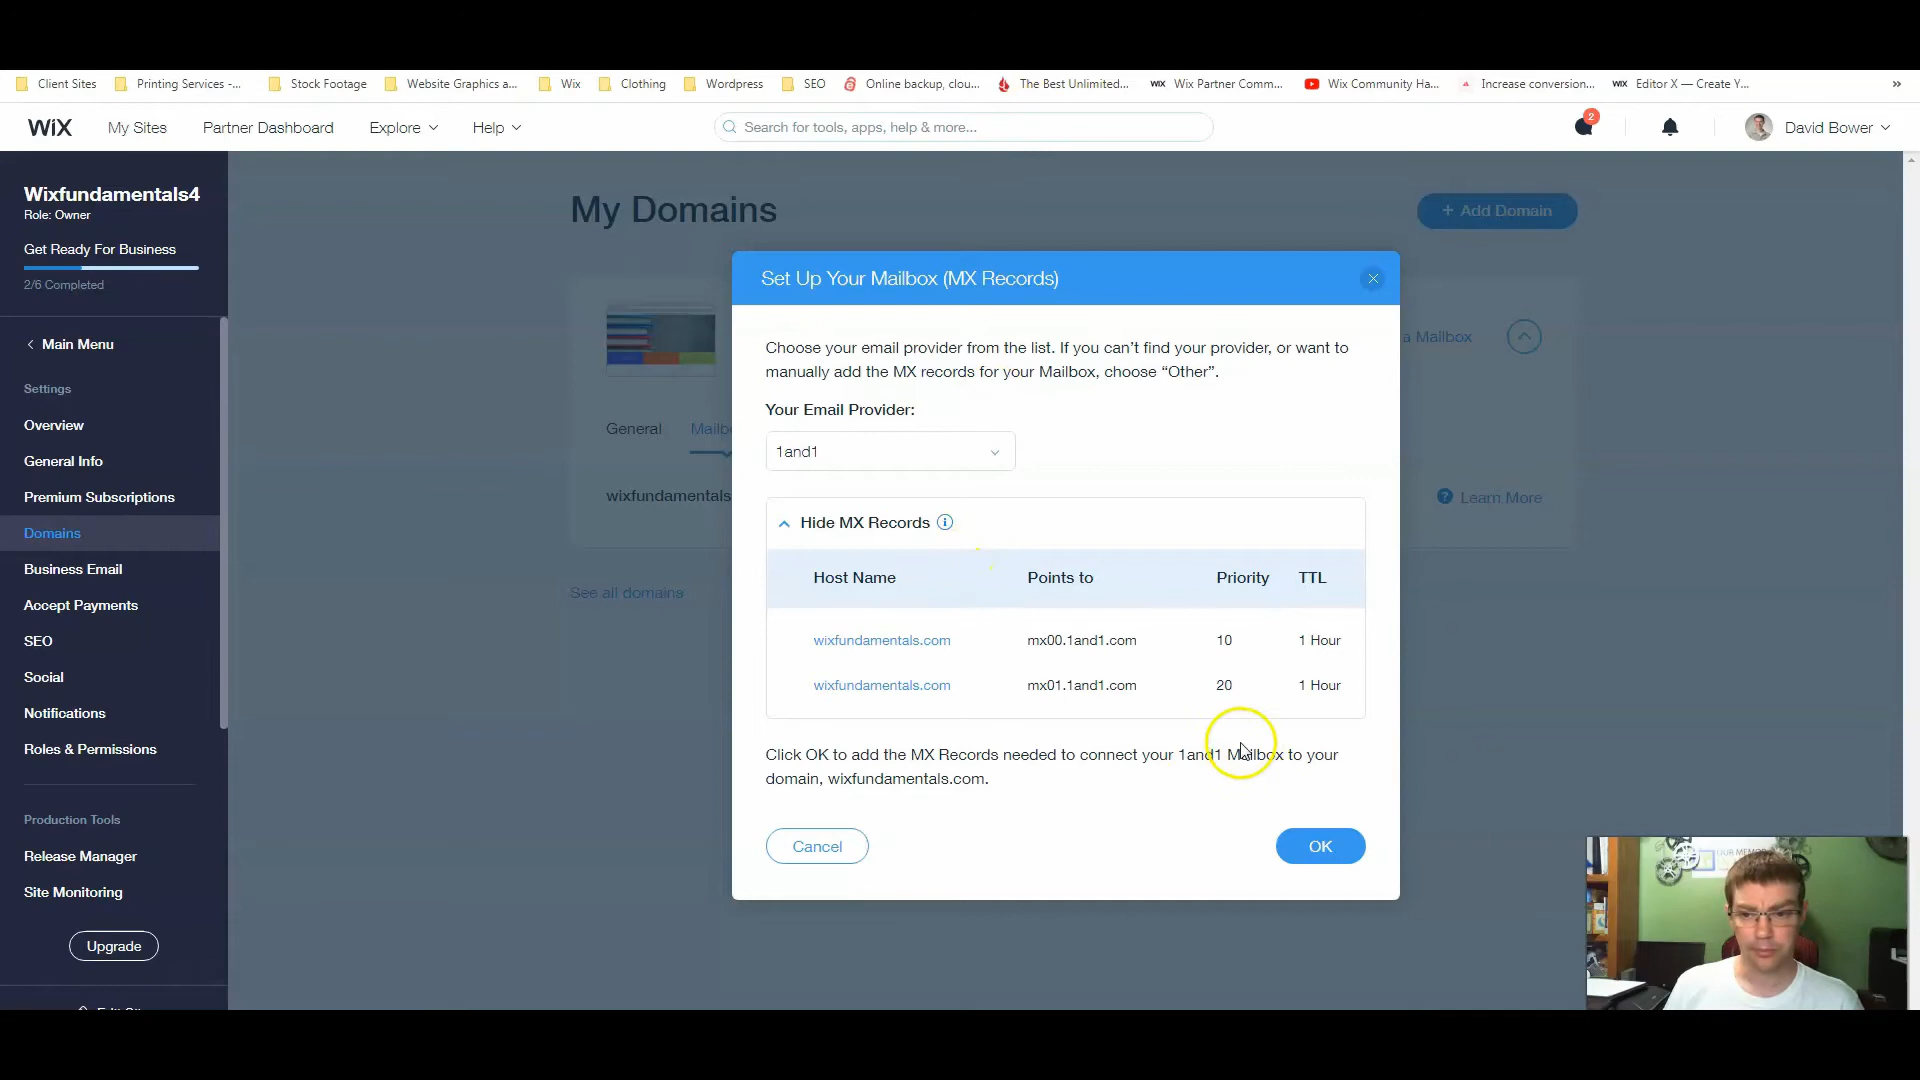 Client Sites
Printing Services -...
Stock Footage
Website Graphics a...
Wix
Clothing
Wordpress
SEO
Online backup, clou...
The Best Unlimited...
WIX Wix Partner Comm...
Wix Community Ha...
Increase conversion...
WIX Editor X — Create Y...
»
WiX
My Sites
Partner Dashboard
Explore
Help
Search for tools, apps, help & more...
2
David Bower
Wixfundamentals4
Role: Owner
Get Ready For Business
2/6 Completed
Main Menu
Settings
Overview
General Info
Premium Subscriptions
Domains
Business Email
Accept Payments
SEO
Social
Notifications
Roles & Permissions
Production Tools
Release Manager
Site Monitoring
Upgrade
My Domains
+ Add Domain
a Mailbox
General
wixfundamentals
? Learn More
See all domains
Set Up Your Mailbox (MX Records)
Choose your email provider from the list. If you can't find your provider, or want to
manually add the MX records for your Mailbox, choose “Other”.
Your Email Provider:
1and1
Hide MX Records
Host Name Points to Priority TTL
wixfundamentals.com mx00.1and1.com 10 1 Hour
wixfundamentals.com mx01.1and1.com 20 1 Hour
Click OK to add the MX Records needed to connect your 1and1 Mailbox to your
domain, wixfundamentals.com.
Cancel
OK